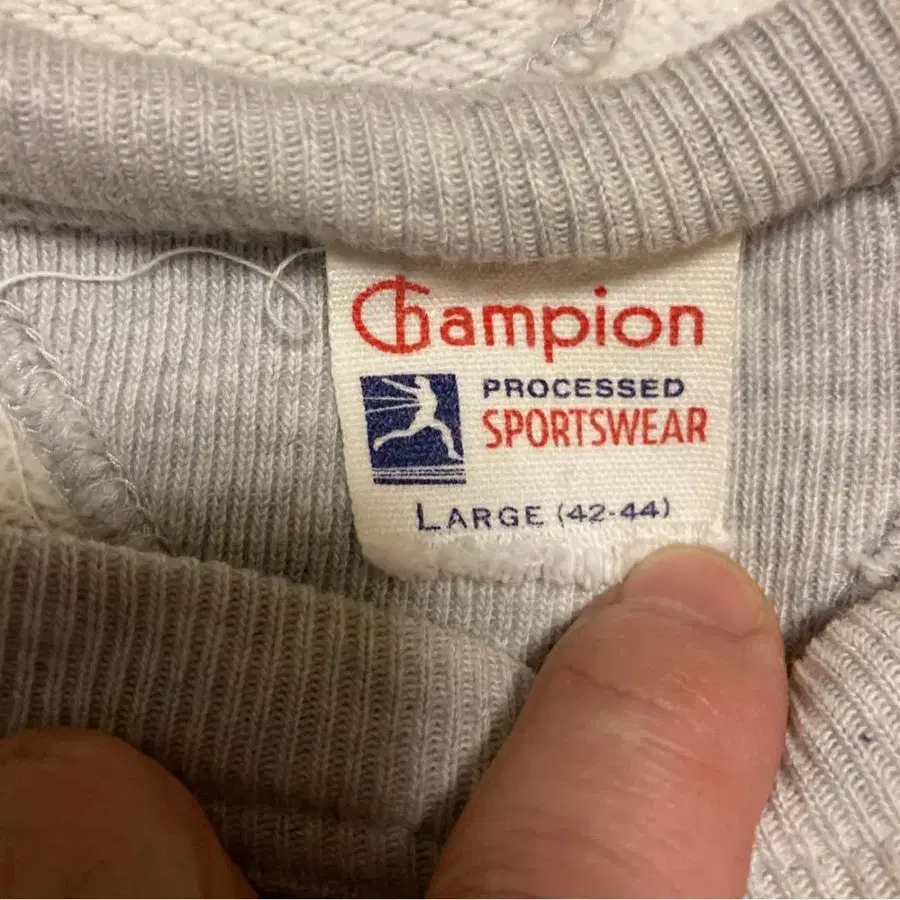 Champion
PROCESSED
SPORTSWEAR
LARGE (42-44)